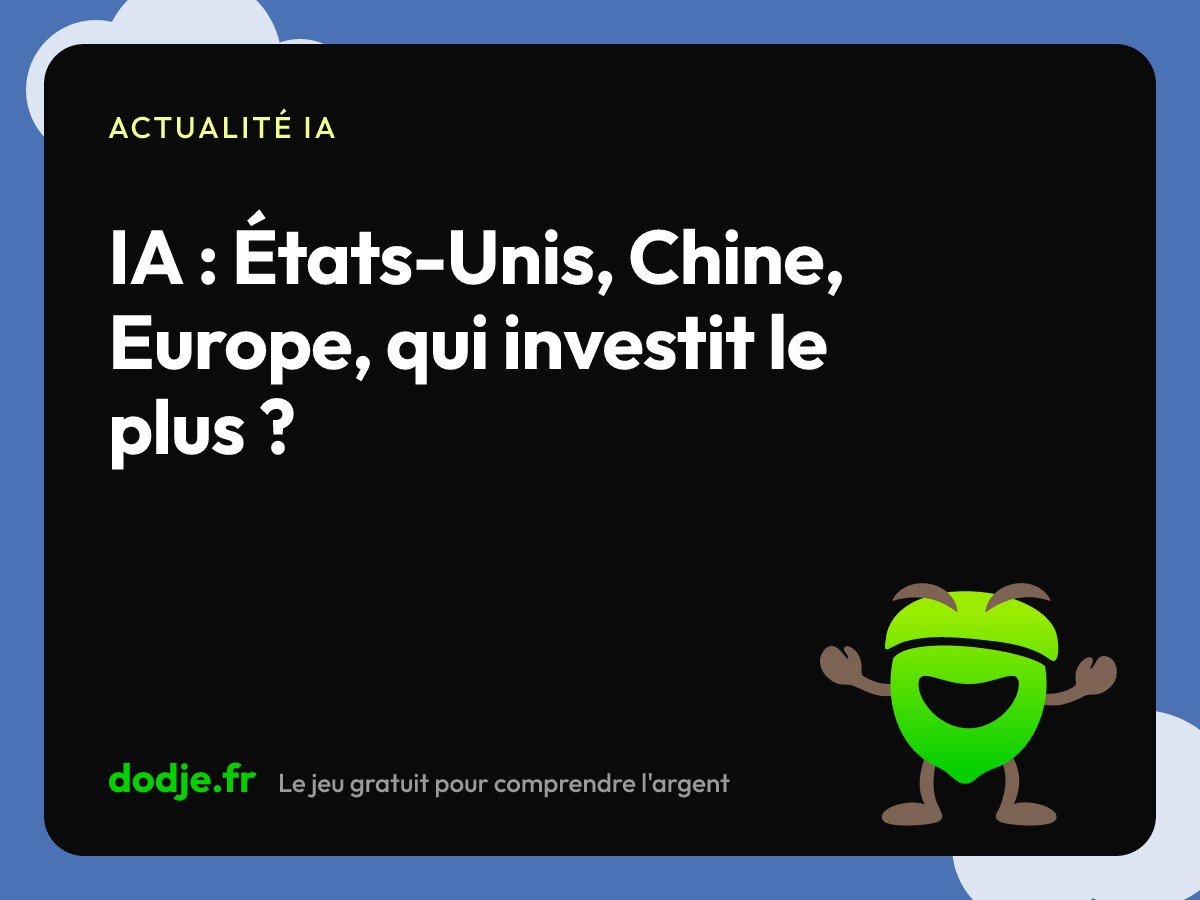 ACTUALITÉ IA
IA : États-Unis, Chine,
Europe, qui investit le
plus ?
dodje.fr Le jeu gratuit pour comprendre l'argent